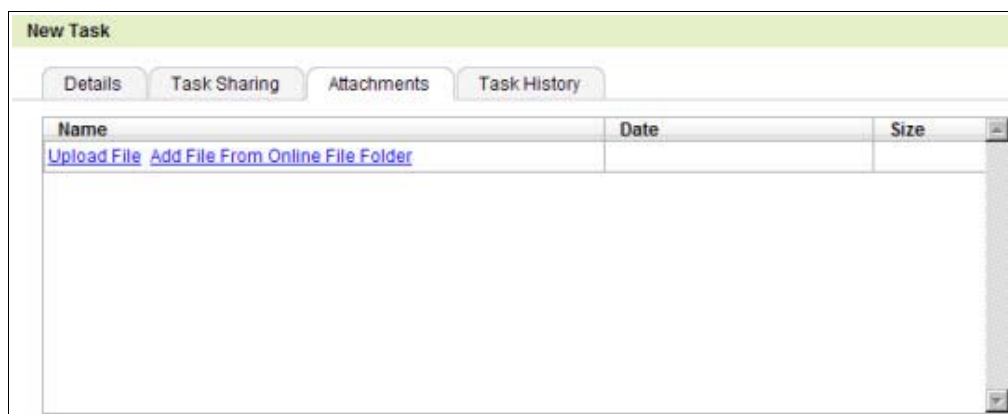 New Task
Details Task Sharing Attachments Task History
Name Date Size
Upload File Add File From Online File Folder